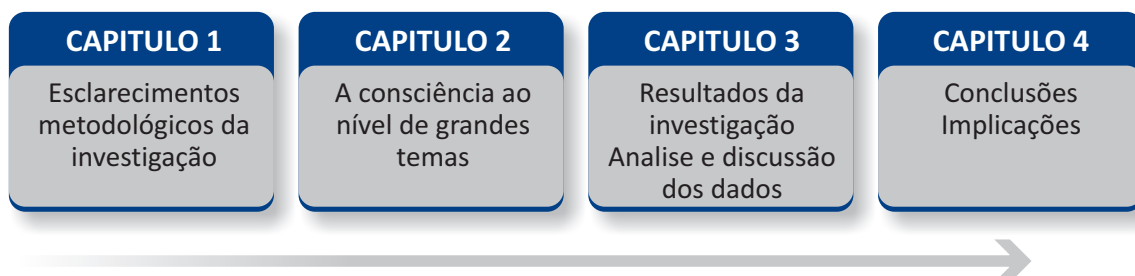 CAPITULO 1
Esclarecimentos
metodológicos da
investigação
CAPITULO 2
A consciência ao
nível de grandes
temas
CAPITULO 3
Resultados da
investigação
Analise e discussão
dos dados
CAPITULO 4
Conclusões
Implicações